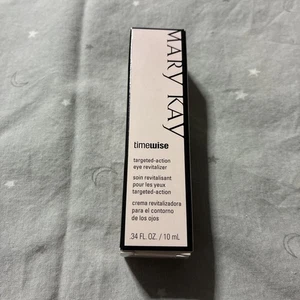 MARY KAY
timewise
targeted-action
eye revitalizer
soin revitalisant
pour les yeux
targeted-action
crema revitalizadora
para el contorno
de los ojos
.34 FL. OZ. / 10 mL